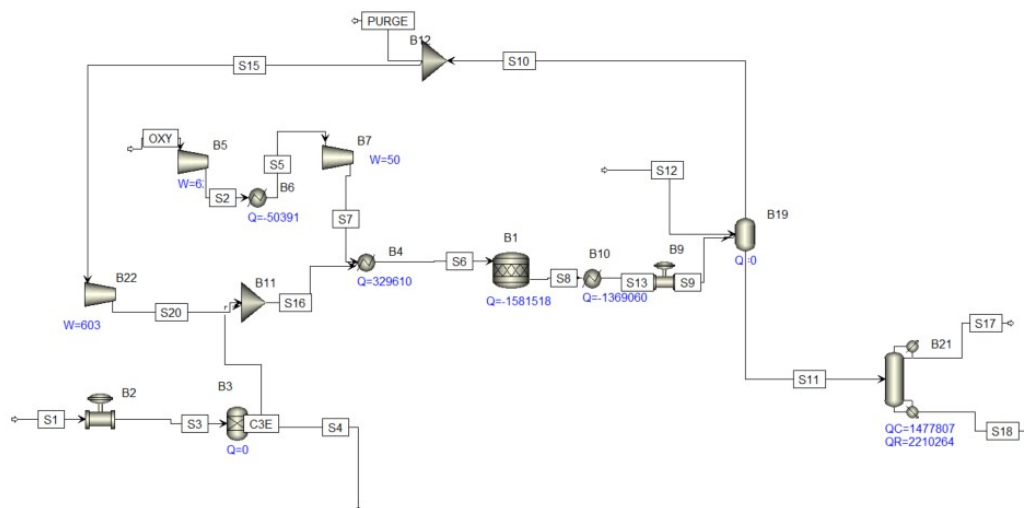 PURGE
B12
S15
S10
OXY
B5
B7
W=50
S5
S12
S2
B6
Q=-50391
B19
S7
B4
S6
B1
S8
B10
S13
B9
S9
Q=0
Q=329610
Q=-1581518
Q=-1369060
B22
B11
S16
S20
W=603
S17
B21
S11
B2
B3
S1
S3
C3E
S4
Q=0
QC=1477807
QR=2210264
S18